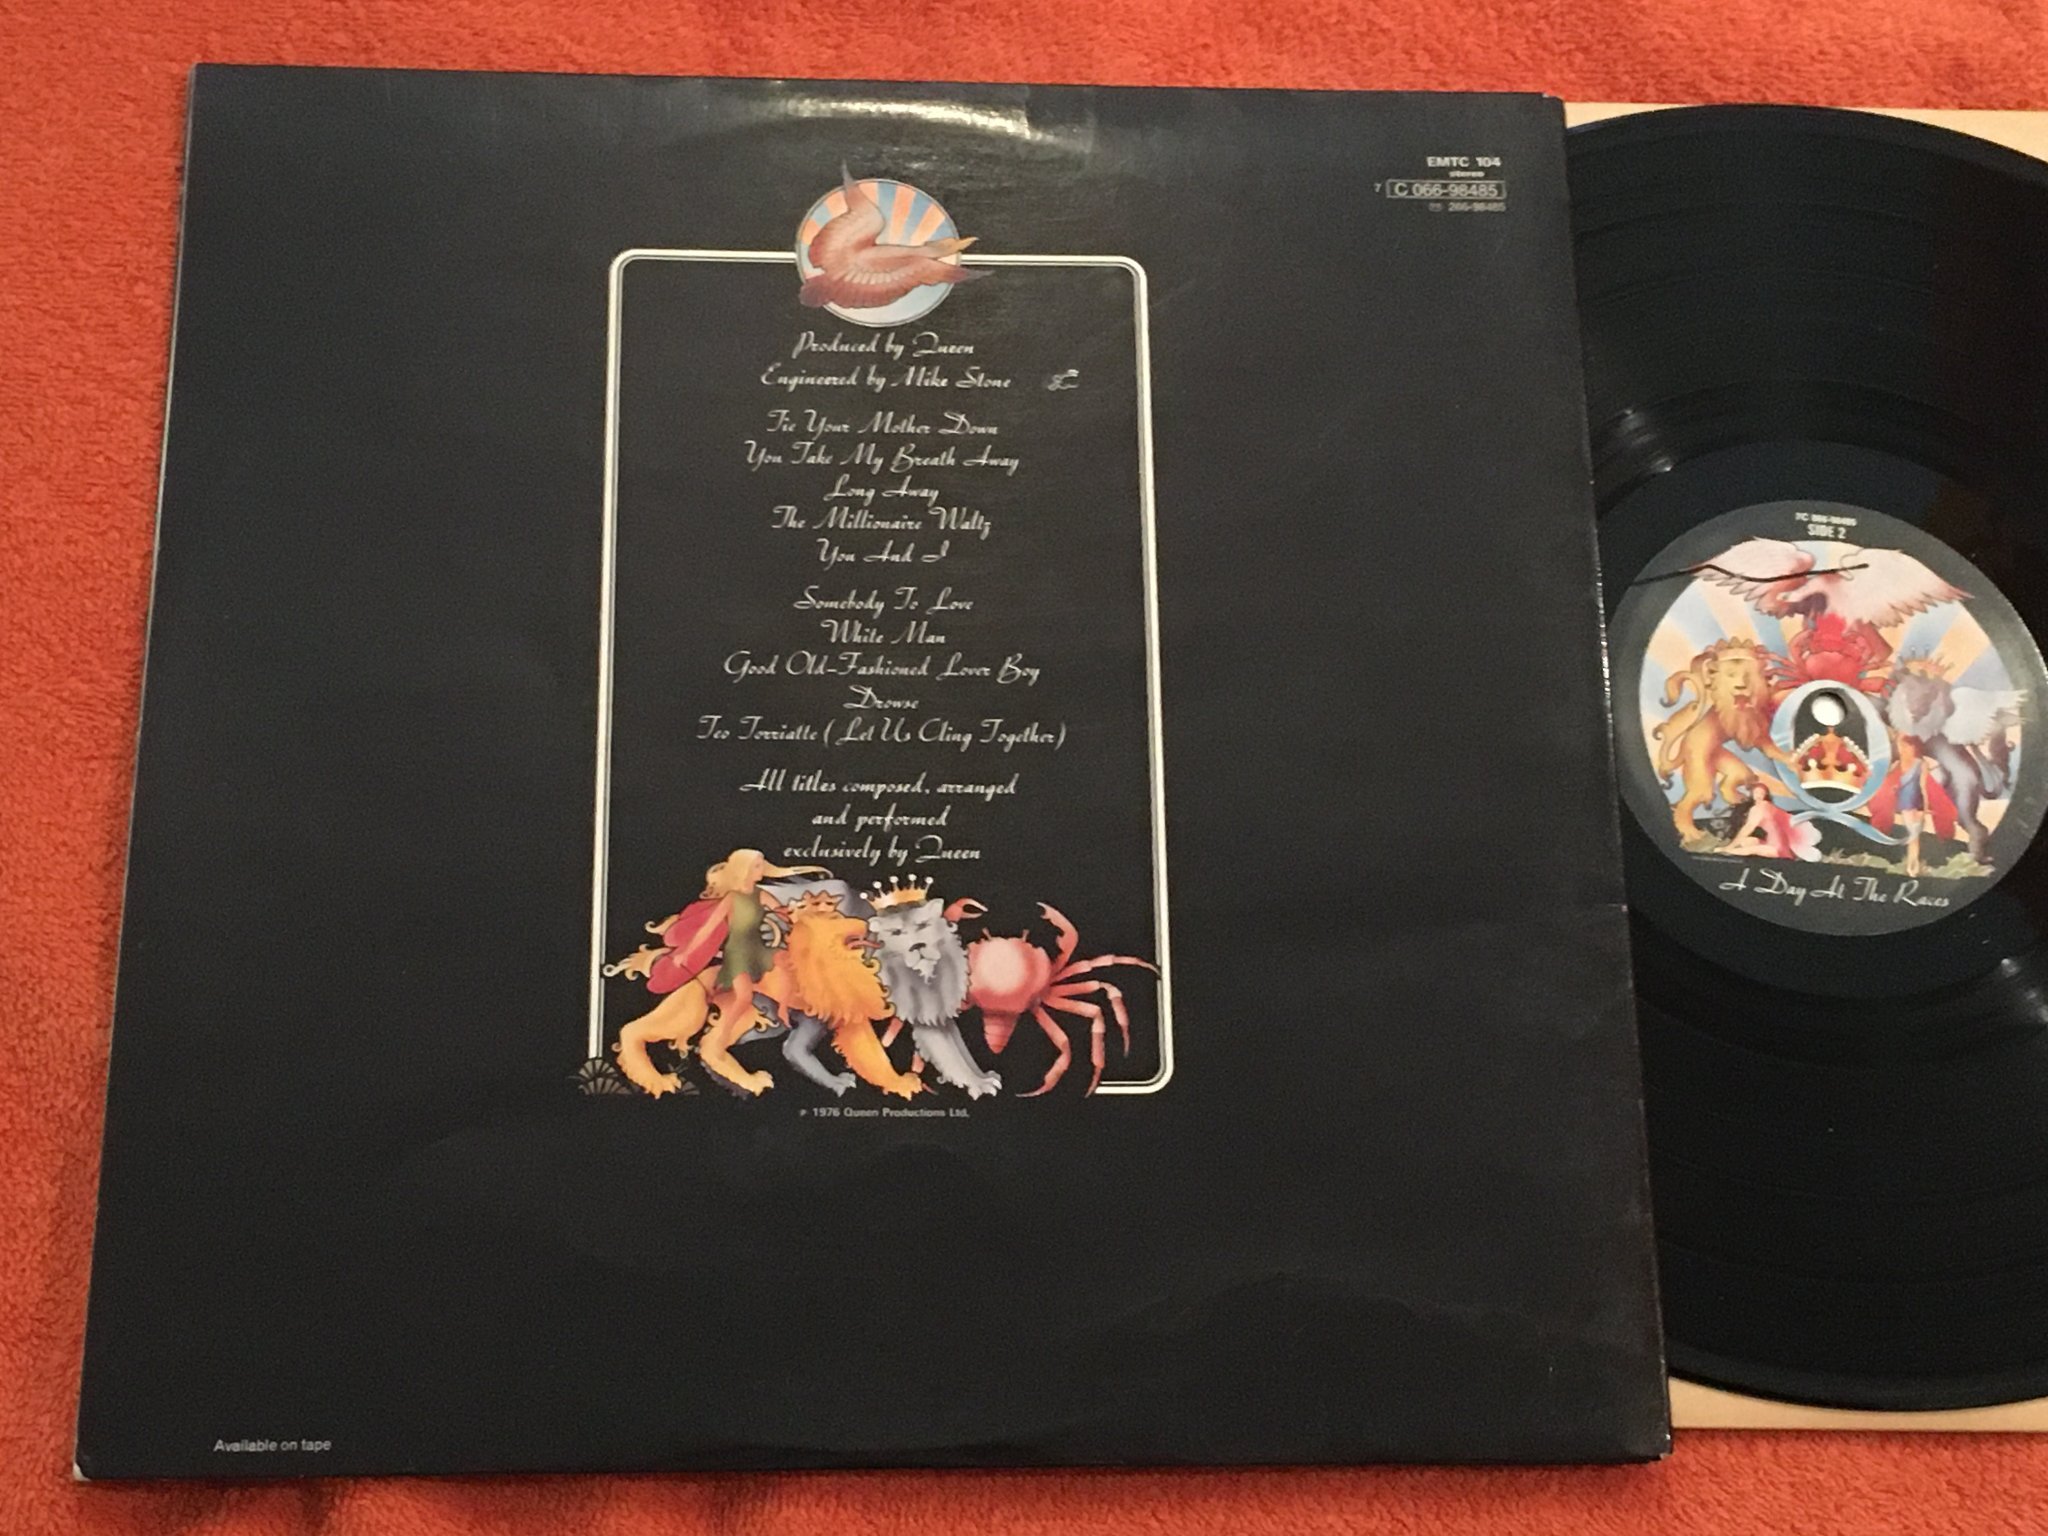 EMTC 104
stereo
7 C 066-98485
266-98485
Produced by Queen
Engineered by Mike Stone
Tie Your Mother Down
You Take My Breath Away
Long Away
The Millionaire Waltz
You And I
Somebody To Love
White Man
Good Old-Fashioned Lover Boy
Drowse
Teo Torriatte (Let Us Cling Together)
All titles composed, arranged
and performed
exclusively by Queen
℗ 1976 Queen Productions Ltd.
Available on tape
7C 066-98485
SIDE 2
A Day At The Races